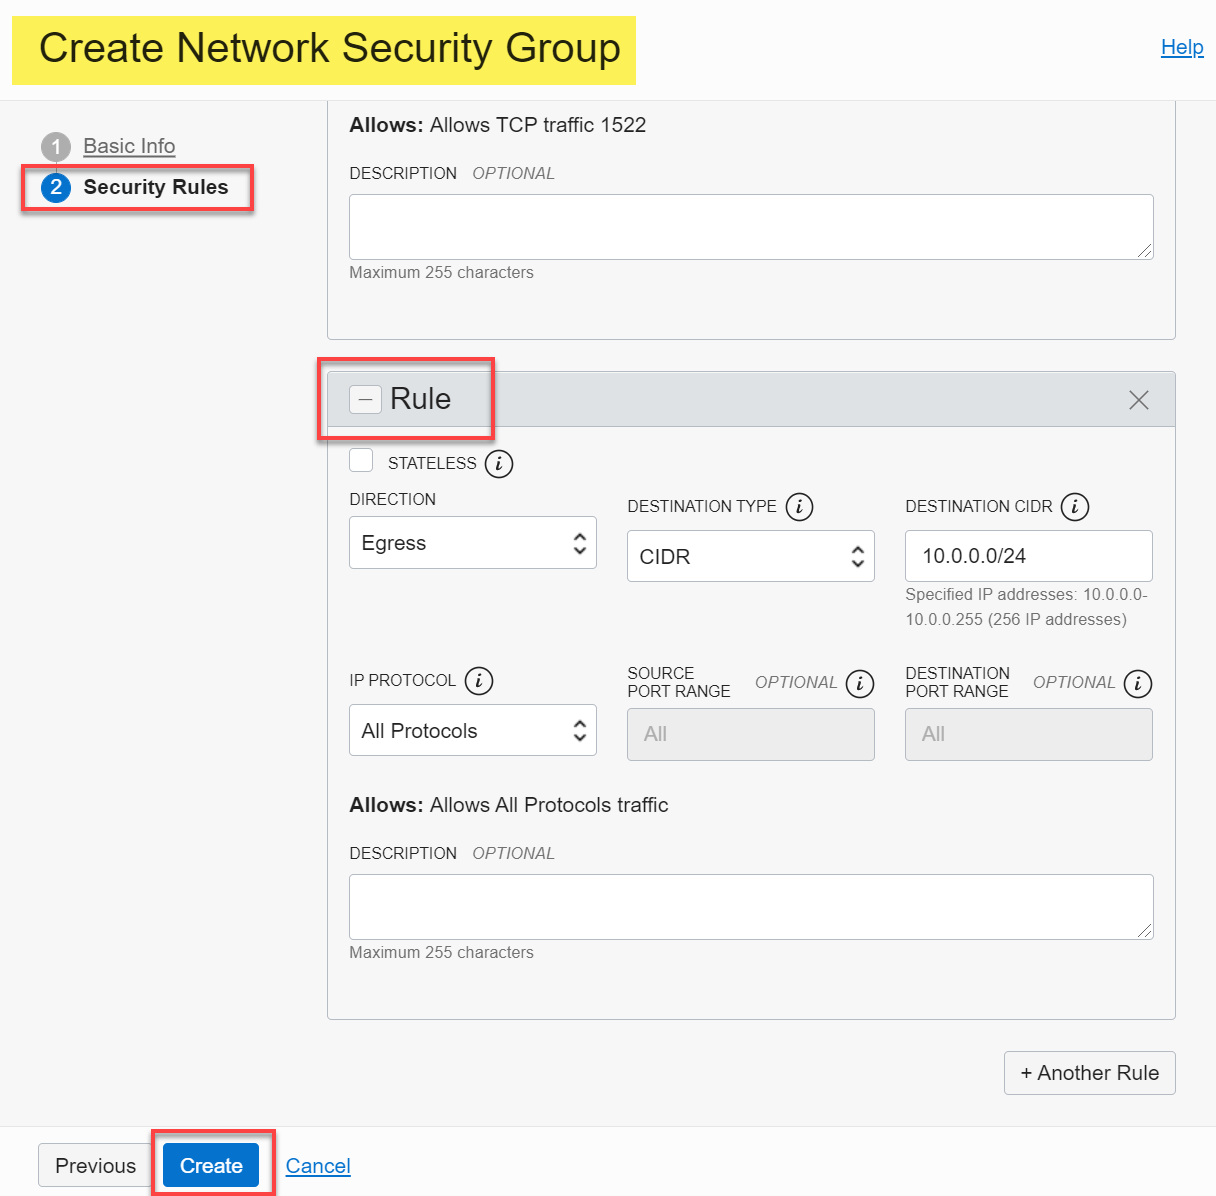 Create Network Security Group
Help
1 Basic Info
2 Security Rules
Allows: Allows TCP traffic 1522
DESCRIPTION OPTIONAL
Maximum 255 characters
Rule
STATELESS i
DIRECTION
Egress
DESTINATION TYPE i
CIDR
DESTINATION CIDR i
10.0.0.0/24
Specified IP addresses: 10.0.0.0-
10.0.0.255 (256 IP addresses)
IP PROTOCOL i
All Protocols
SOURCE
PORT RANGE OPTIONAL i
All
DESTINATION
PORT RANGE OPTIONAL i
All
Allows: Allows All Protocols traffic
DESCRIPTION OPTIONAL
Maximum 255 characters
+ Another Rule
Previous Create Cancel